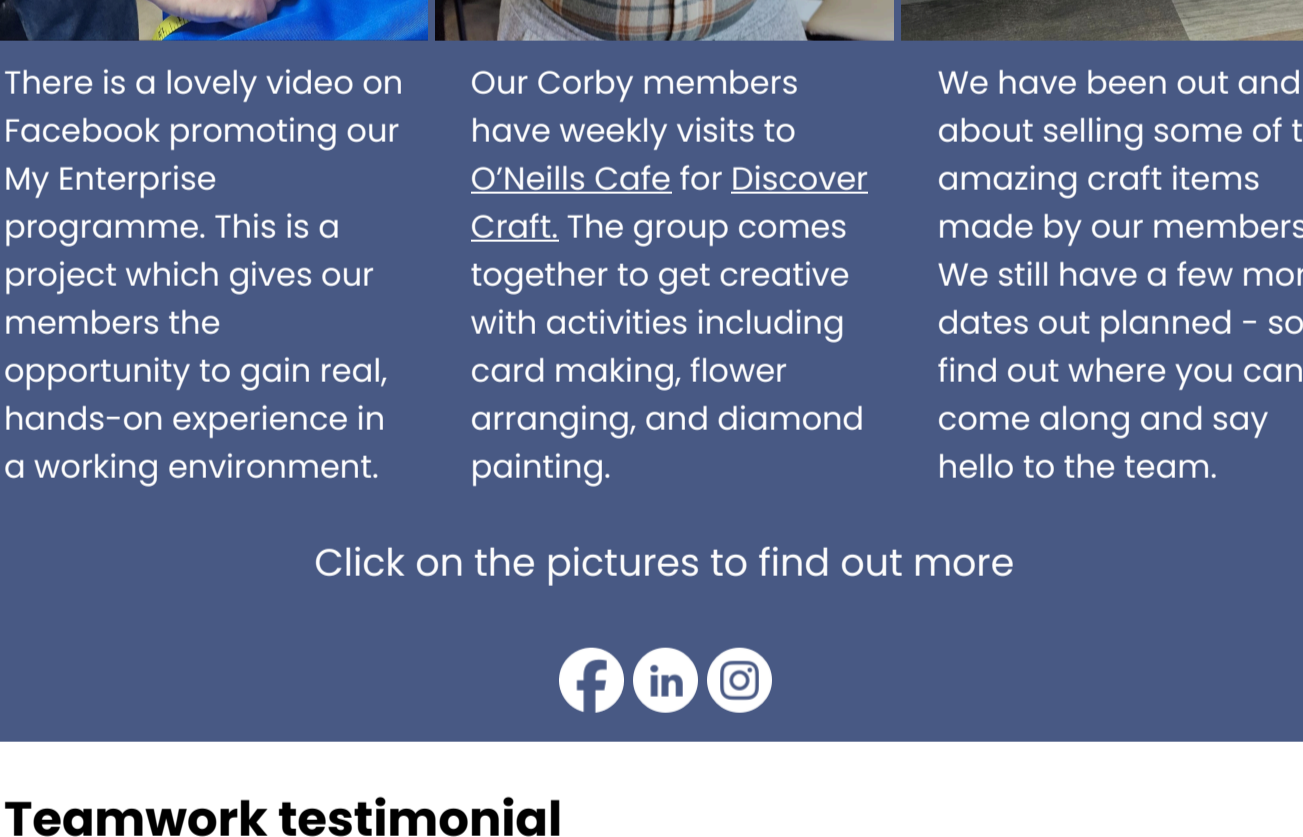 There is a lovely video on
Facebook promoting our
My Enterprise
programme. This is a
project which gives our
members the
opportunity to gain real,
hands-on experience in
a working environment.
Our Corby members
have weekly visits to
O’Neills Cafe for Discover
Craft. The group comes
together to get creative
with activities including
card making, flower
arranging, and diamond
painting.
We have been out and
about selling some of
amazing craft items
made by our members
We still have a few
dates out planned - so
find out where you can
come along and say
hello to the team.
Click on the pictures to find out more
in
Teamwork testimonial